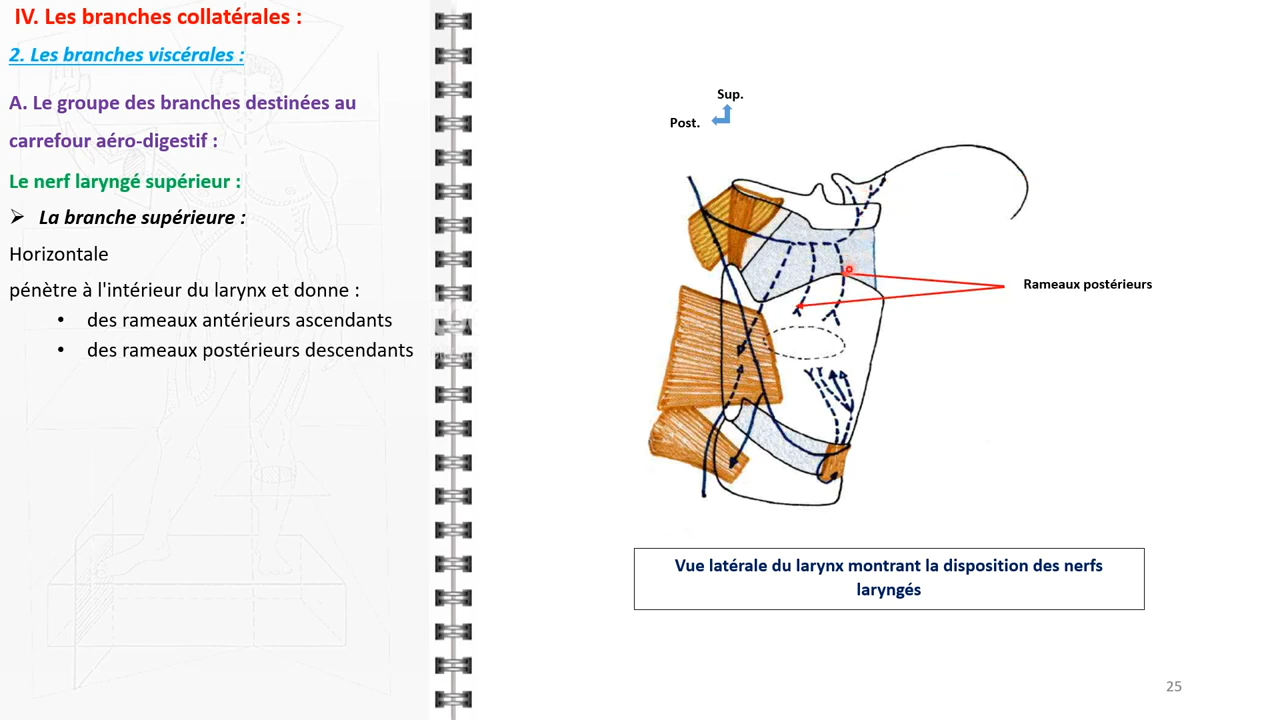 IV. Les branches collatérales :
2. Les branches viscérales :
A. Le groupe des branches destinées au
carrefour aéro-digestif :
Le nerf laryngé supérieur :
➢ La branche supérieure :
Horizontale
pénètre à l'intérieur du larynx et donne :
• des rameaux antérieurs ascendants
• des rameaux postérieurs descendants
Sup.
Post.
Rameaux postérieurs
Vue latérale du larynx montrant la disposition des nerfs
laryngés
25